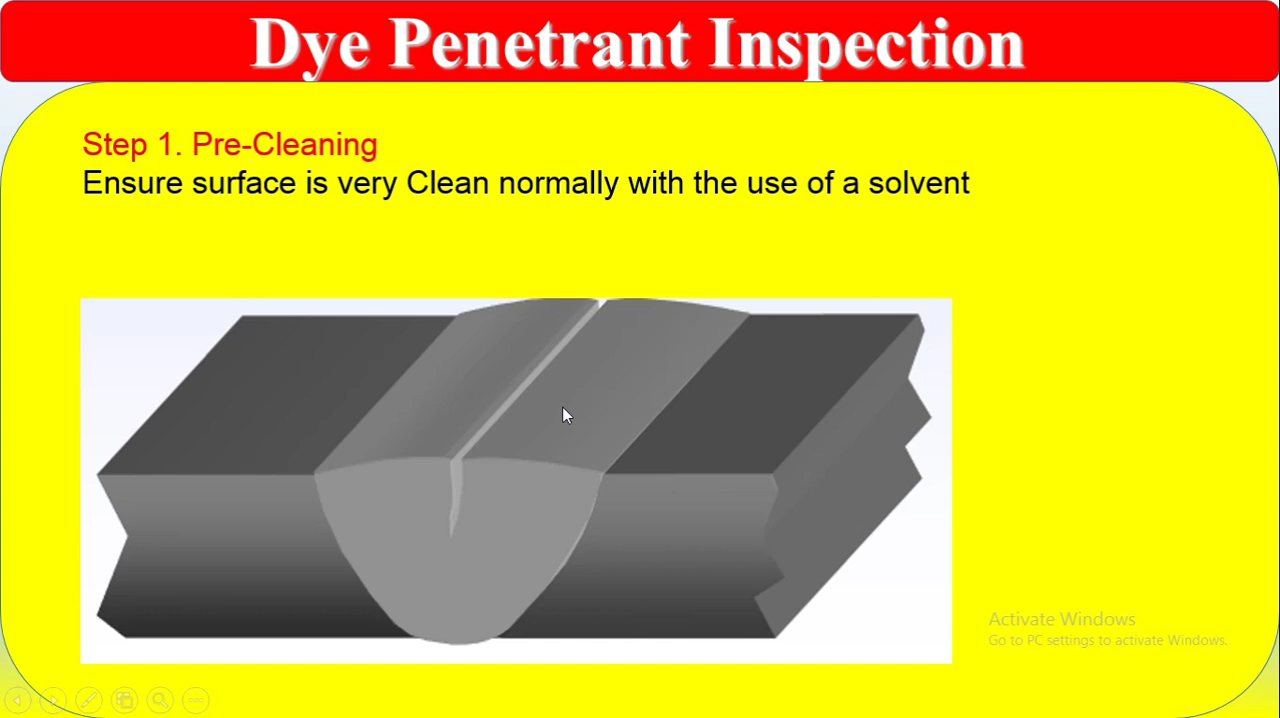 Dye Penetrant Inspection
Step 1. Pre-Cleaning
Ensure surface is very Clean normally with the use of a solvent
Activate Windows
Go to PC settings to activate Windows.